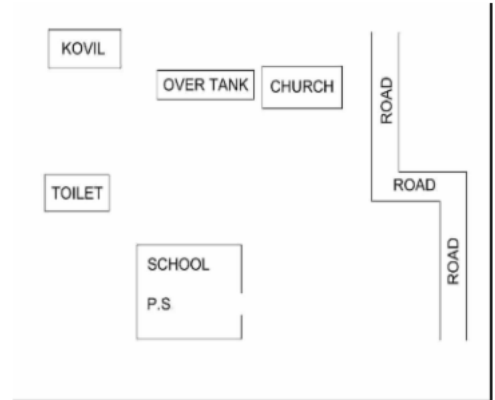 KOVIL
OVER TANK
CHURCH
ROAD
ROAD
TOILET
SCHOOL
ROAD
P.S